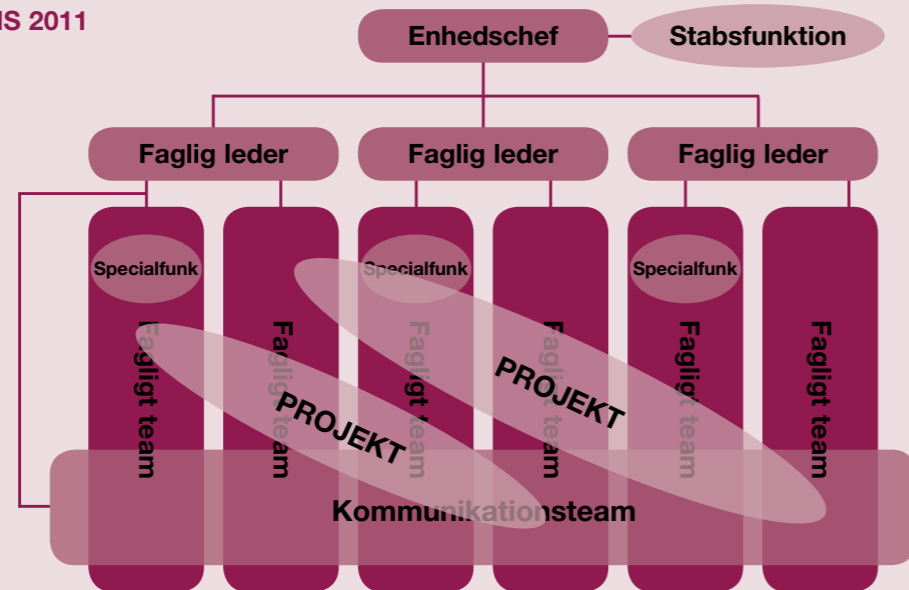 IS 2011
Enhedschef
Stabsfunktion
Faglig leder
Faglig leder
Faglig leder
Specialfunk
Specialfunk
Specialfunk
Fagligt team
Fagligt team
Fagligt team
Fagligt team
Fagligt team
Fagligt team
PROJEKT
PROJEKT
Kommunikationsteam